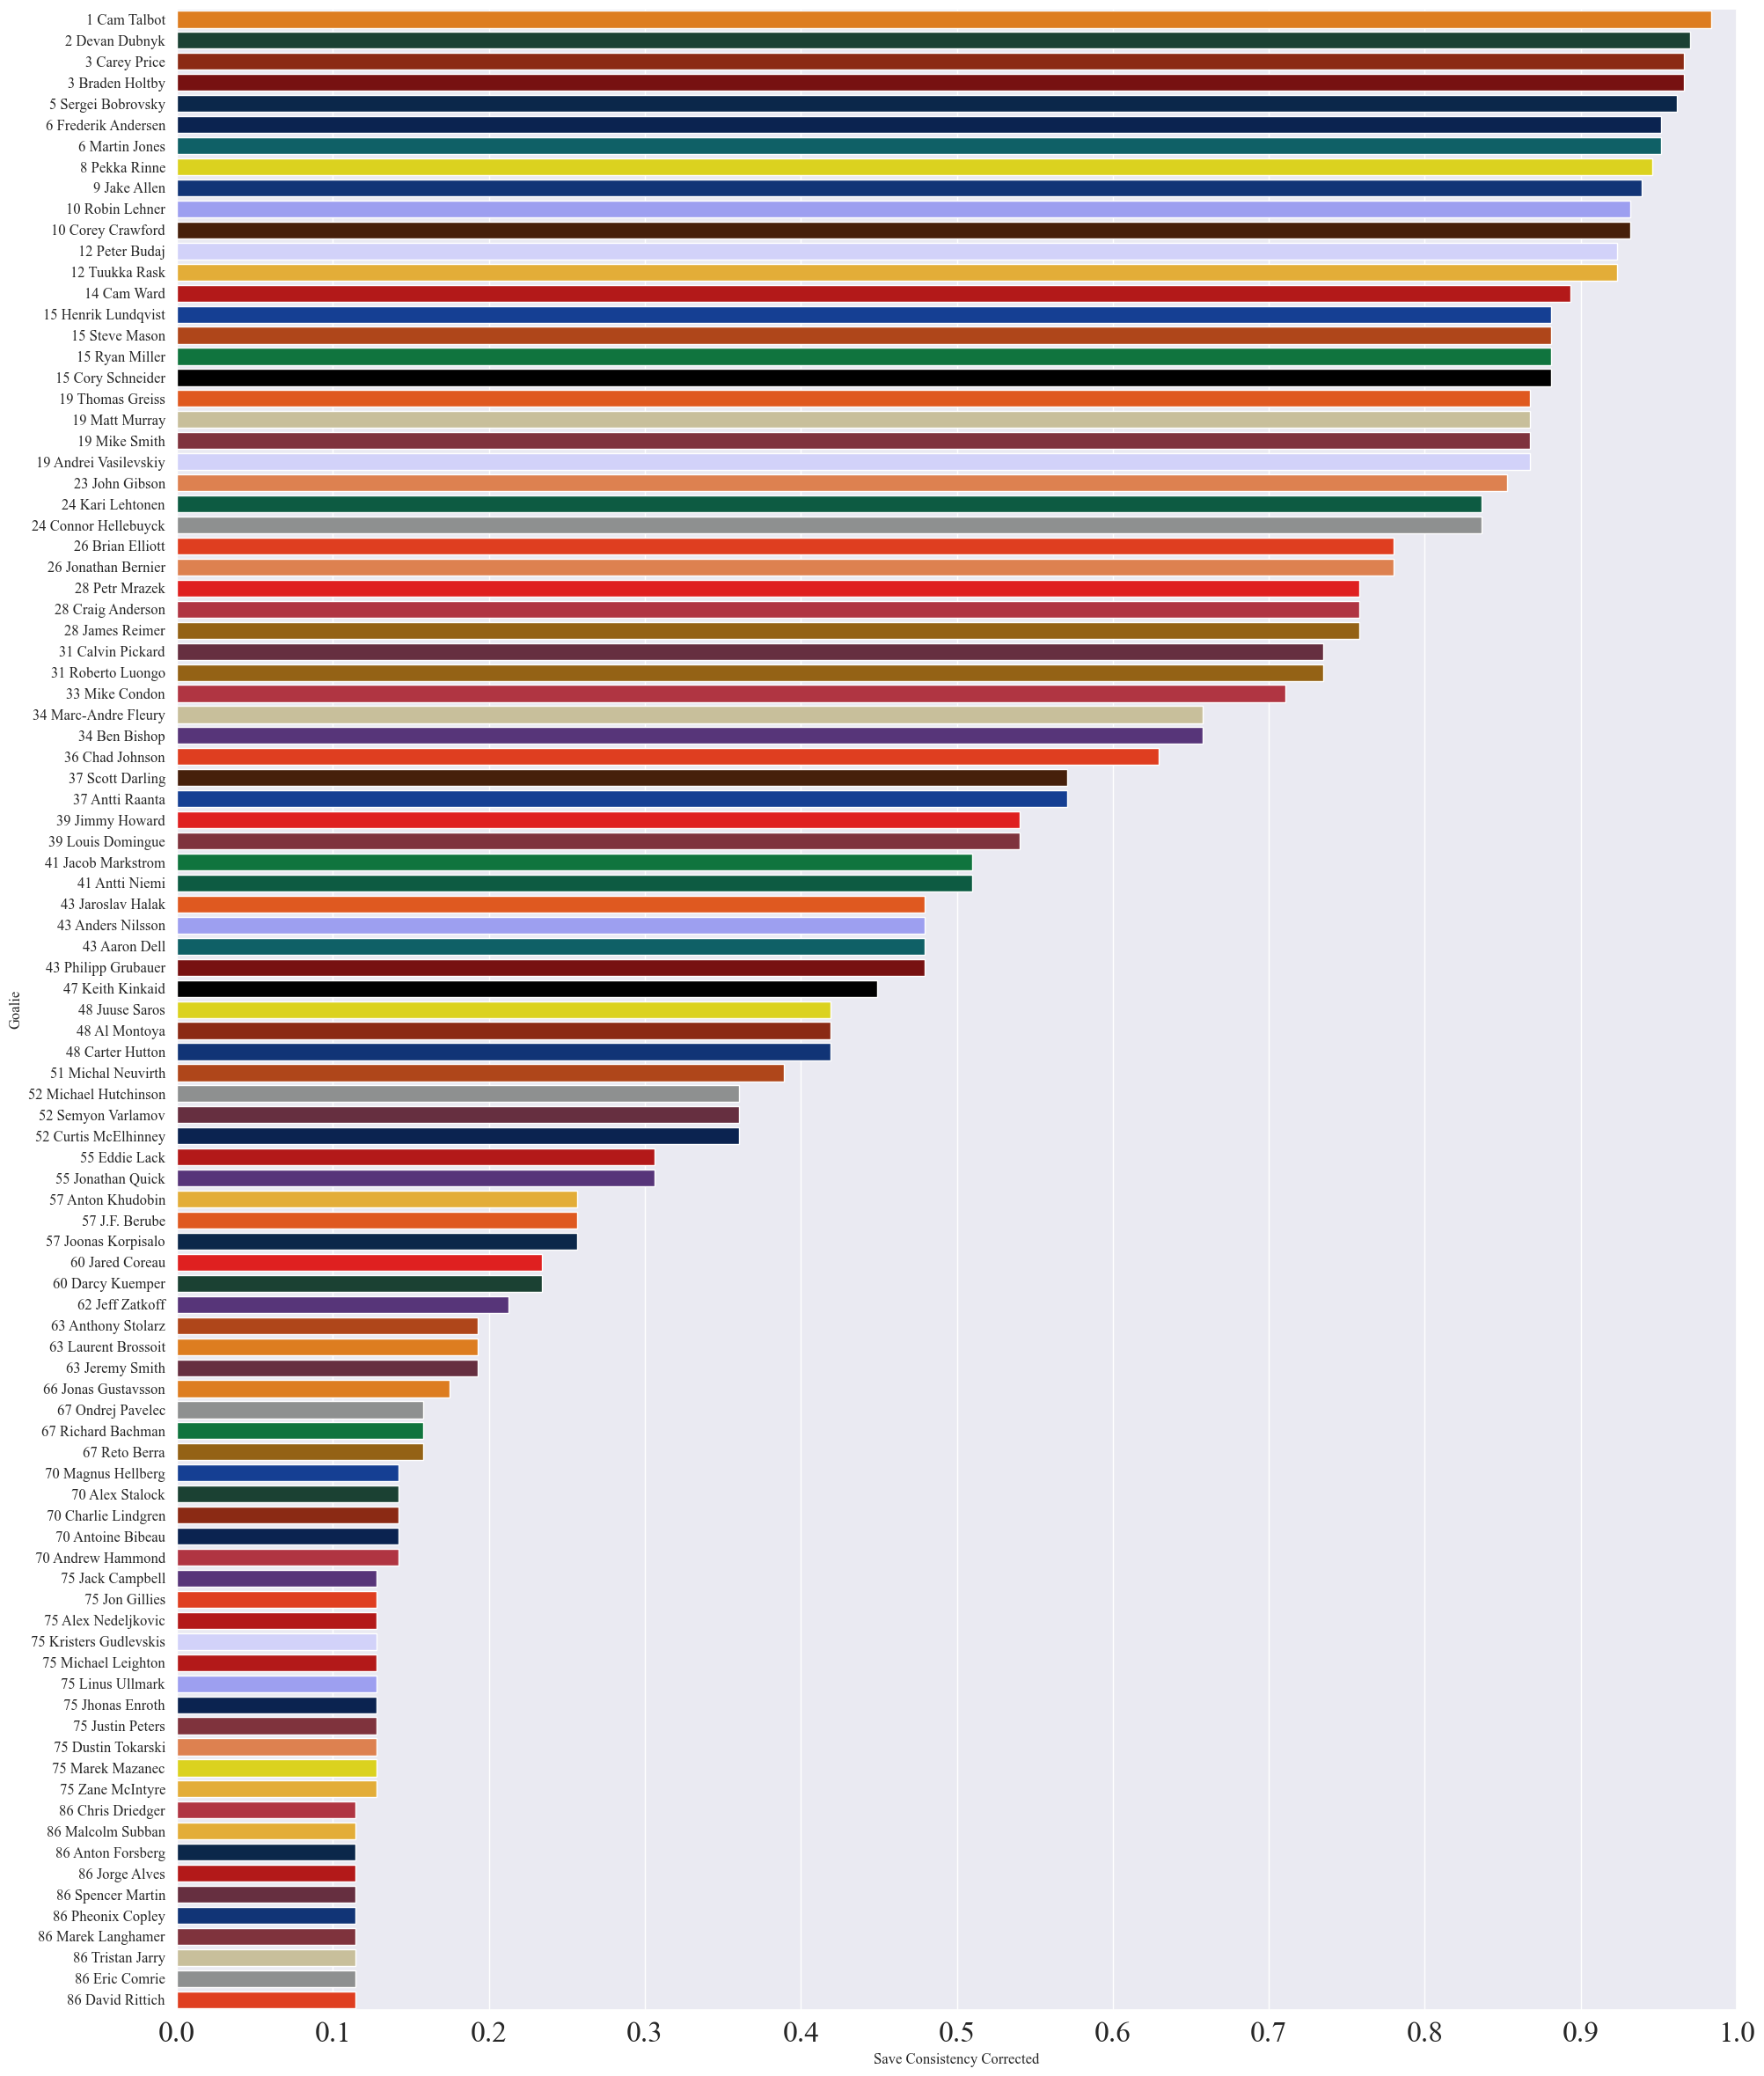 1 Cam Talbot
2 Devan Dubnyk
3 Carey Price
3 Braden Holtby
5 Sergei Bobrovsky
6 Frederik Andersen
6 Martin Jones
8 Pekka Rinne
9 Jake Allen
10 Robin Lehner
10 Corey Crawford
12 Peter Budaj
12 Tuukka Rask
14 Cam Ward
15 Henrik Lundqvist
15 Steve Mason
15 Ryan Miller
15 Cory Schneider
19 Thomas Greiss
19 Matt Murray
19 Mike Smith
19 Andrei Vasilevskiy
23 John Gibson
24 Kari Lehtonen
24 Connor Hellebuyck
26 Brian Elliott
26 Jonathan Bernier
28 Petr Mrazek
28 Craig Anderson
28 James Reimer
31 Calvin Pickard
31 Roberto Luongo
33 Mike Condon
34 Marc-Andre Fleury
34 Ben Bishop
36 Chad Johnson
37 Scott Darling
37 Antti Raanta
39 Jimmy Howard
39 Louis Domingue
41 Jacob Markstrom
41 Antti Niemi
43 Jaroslav Halak
43 Anders Nilsson
43 Aaron Dell
43 Philipp Grubauer
47 Keith Kinkaid
48 Juuse Saros
48 Al Montoya
48 Carter Hutton
51 Michal Neuvirth
52 Michael Hutchinson
52 Semyon Varlamov
52 Curtis McElhinney
55 Eddie Lack
55 Jonathan Quick
57 Anton Khudobin
57 J.F. Berube
57 Joonas Korpisalo
60 Jared Coreau
60 Darcy Kuemper
62 Jeff Zatkoff
63 Anthony Stolarz
63 Laurent Brossoit
63 Jeremy Smith
66 Jonas Gustavsson
67 Ondrej Pavelec
67 Richard Bachman
67 Reto Berra
70 Magnus Hellberg
70 Alex Stalock
70 Charlie Lindgren
70 Antoine Bibeau
70 Andrew Hammond
75 Jack Campbell
75 Jon Gillies
75 Alex Nedeljkovic
75 Kristers Gudlevskis
75 Michael Leighton
75 Linus Ullmark
75 Jhonas Enroth
75 Justin Peters
75 Dustin Tokarski
75 Marek Mazanec
75 Zane McIntyre
86 Chris Driedger
86 Malcolm Subban
86 Anton Forsberg
86 Jorge Alves
86 Spencer Martin
86 Pheonix Copley
86 Marek Langhamer
86 Tristan Jarry
86 Eric Comrie
86 David Rittich
Goalie
0.0 0.1 0.2 0.3 0.4 0.5 0.6 0.7 0.8 0.9 1.0
Save Consistency Corrected